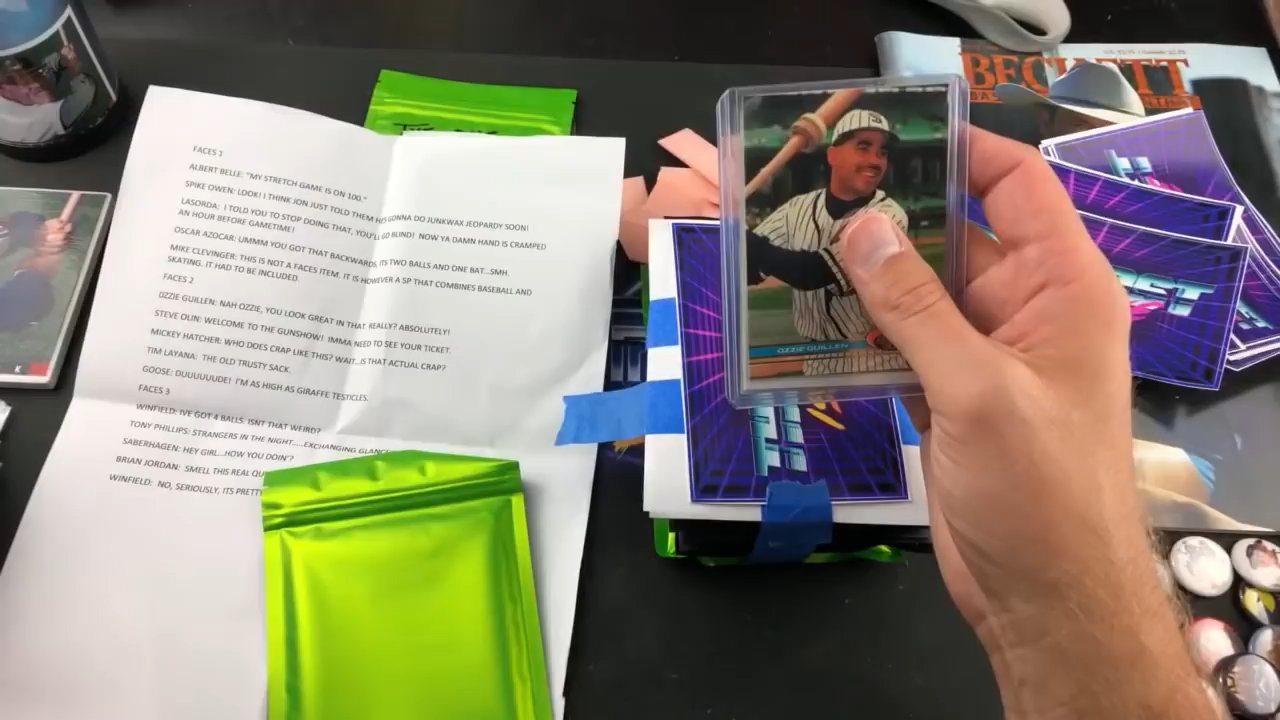 FACES 1
ALBERT BELLE: "MY STRETCH GAME IS ON 100."
SPIKE OWEN: LOOK! I THINK JON JUST TOLD THEM HES GONNA DO JUNKWAX JEOPARDY SOON!
LASORDA: I TOLD YOU TO STOP DOING THAT, YOU'LL GO BLIND! NOW YA DAMN HAND IS CRAMPED
AN HOUR BEFORE GAMETIME!
OSCAR AZOCAR: UMMM YOU GOT THAT BACKWARDS, ITS TWO BALLS AND ONE BAT...SMH.
MIKE CLEVINGER: THIS IS NOT A FACES ITEM. IT IS HOWEVER A SP THAT COMBINES BASEBALL AND
SKATING. IT HAD TO BE INCLUDED.
FACES 2
OZZIE GUILLEN: NAH OZZIE, YOU LOOK GREAT IN THAT. REALLY? ABSOLUTELY!
STEVE OLIN: WELCOME TO THE GUNSHOW! IMMA NEED TO SEE YOUR TICKET.
MICKEY HATCHER: WHO DOES CRAP LIKE THIS? WAIT...IS THAT ACTUAL CRAP?
TIM LAYANA: THE OLD TRUSTY SACK.
GOOSE: DUUUUUUDE! I'M AS HIGH AS GIRAFFE TESTICLES.
FACES 3
WINFIELD: IVE GOT 4 BALLS. ISNT THAT WEIRD?
TONY PHILLIPS: STRANGERS IN THE NIGHT.....EXCHANGING GLANCE
SABERHAGEN: HEY GIRL...HOW YOU DOIN"?
BRIAN JORDAN: SMELL THIS REAL QU
WINFIELD: NO, SERIOUSLY, ITS PRETTY
OZZIE GUILLEN
BECKETT
K